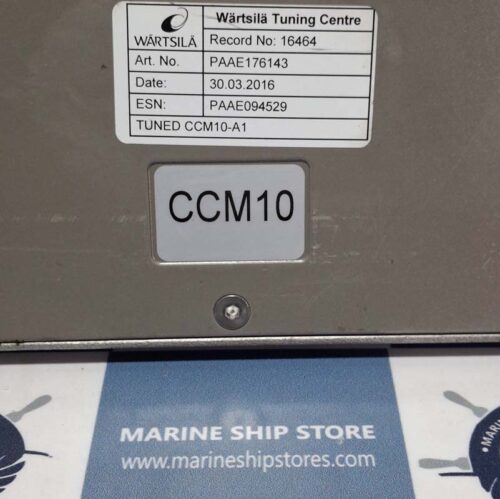 WÄRTSILÄ
Wärtsilä Tuning Centre
Record No: 16464
Art. No. PAAE176143
Date: 30.03.2016
ESN: PAAE094529
TUNED CCM10-A1
CCM10
MARINE SHIP STORE
www.marineshipstores.com